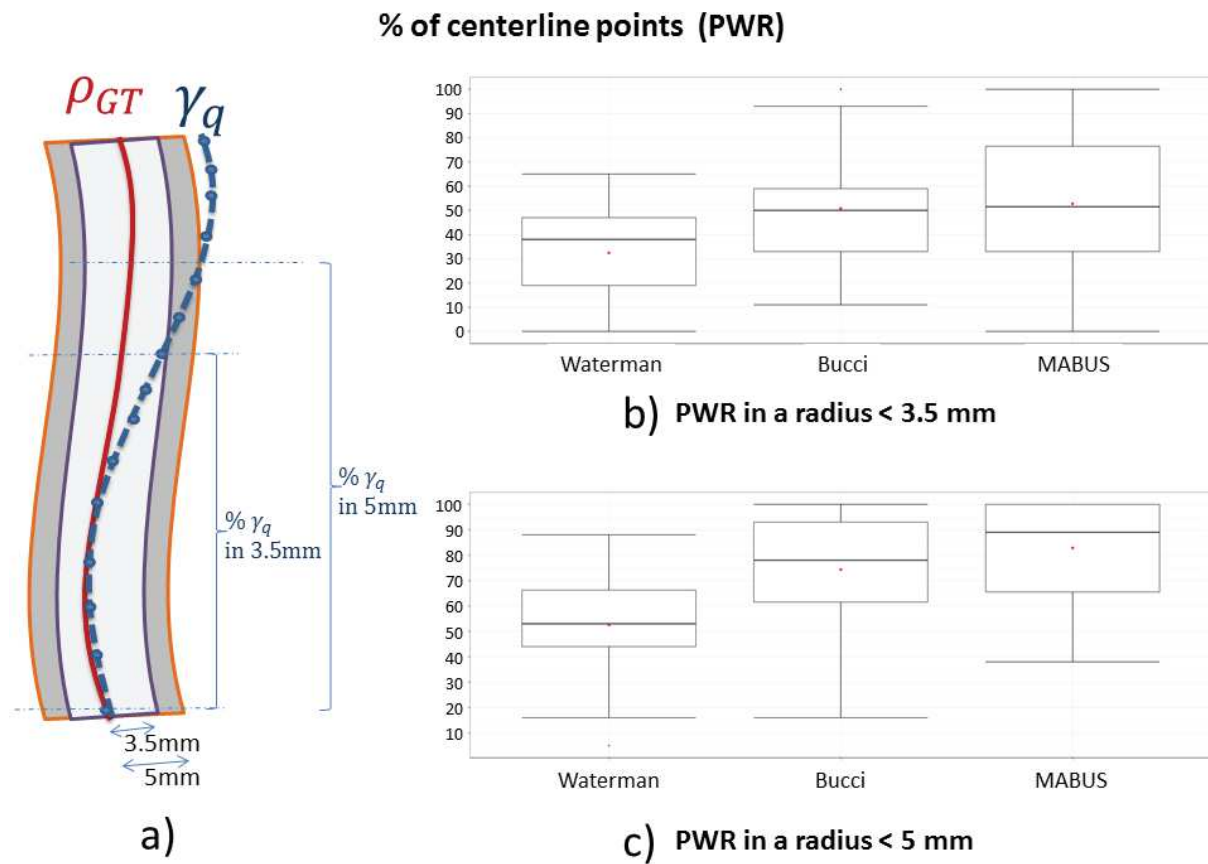 % of centerline points (PWR)
ρGT
γq
% γq
in 5mm
% γq
in 3.5mm
3.5mm
5mm
a)
100
90
80
70
60
50
40
30
20
10
0
Waterman Bucci MABUS
b) PWR in a radius < 3.5 mm
100
90
80
70
60
50
40
30
20
10
Waterman Bucci MABUS
c) PWR in a radius < 5 mm